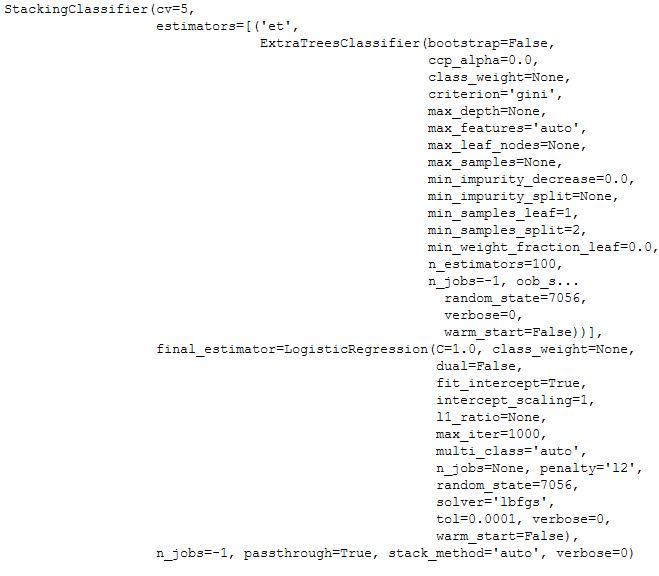 StackingClassifier(cv=5,
estimators=[('et',
ExtraTreesClassifier(bootstrap=False,
ccp_alpha=0.0,
class_weight=None,
criterion='gini',
max_depth=None,
max_features='auto',
max_leaf_nodes=None,
max_samples=None,
min_impurity_decrease=0.0,
min_impurity_split=None,
min_samples_leaf=1,
min_samples_split=2,
min_weight_fraction_leaf=0.0,
n_estimators=100,
n_jobs=-1, oob_s...
random_state=7056,
verbose=0,
warm_start=False))],
final_estimator=LogisticRegression(C=1.0, class_weight=None,
dual=False,
fit_intercept=True,
intercept_scaling=1,
l1_ratio=None,
max_iter=1000,
multi_class='auto',
n_jobs=None, penalty='l2',
random_state=7056,
solver='lbfgs',
tol=0.0001, verbose=0,
warm_start=False),
n_jobs=-1, passthrough=True, stack_method='auto', verbose=0)